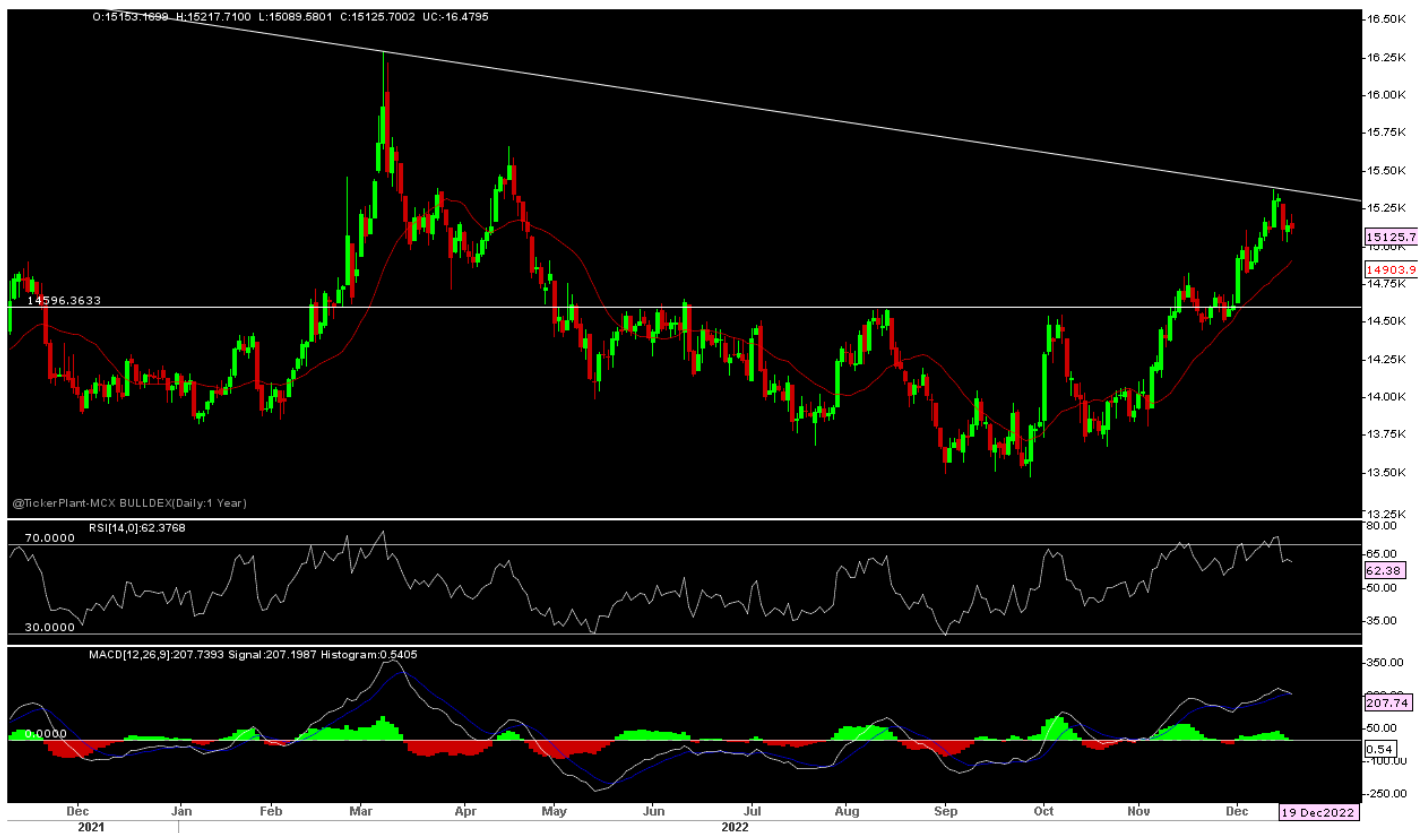 O:15153.1699 H:15217.7100 L:15089.5801 C:15125.7002 UC:-16.4795
16.50K
16.25K
16.00K
15.75K
15.50K
15.25K
15125.7
15.00K
14903.9
14.75K
14596.3633
14.50K
14.25K
14.00K
13.75K
13.50K
@TickerPlant-MCX BULLDEX(Daily:1 Year)
13.25K
RSI[14,0]:62.3768
80.00
70.0000
65.00
62.38
50.00
35.00
30.0000
MACD[12,26,9]:207.7393 Signal:207.1987 Histogram:0.5405
350.00
207.74
50.00
0.0000
0.54
-100.00
-250.00
Dec Jan Feb Mar Apr May Jun Jul Aug Sep Oct Nov Dec 19 Dec2022
2021 2022